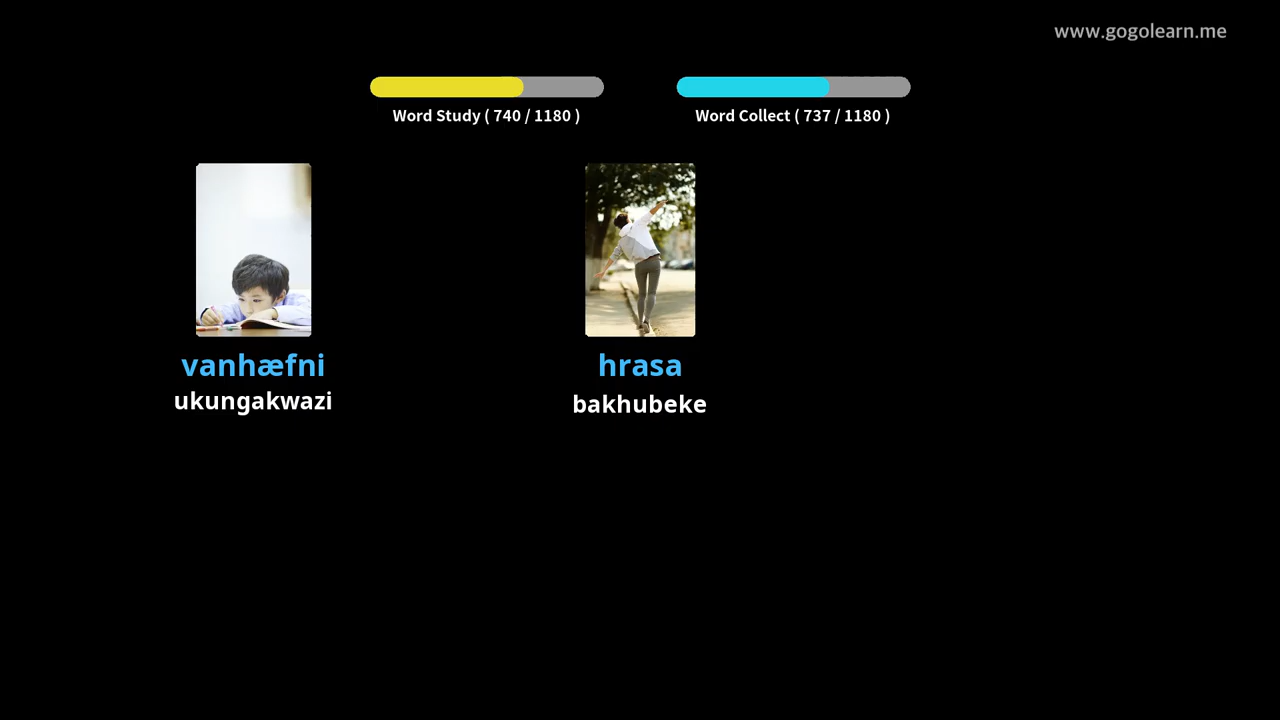 www.gogolearn.me
Word Study ( 740 / 1180 )
Word Collect ( 737 / 1180 )
vanhæfni
ukungakwazi
hrasa
bakhubeke